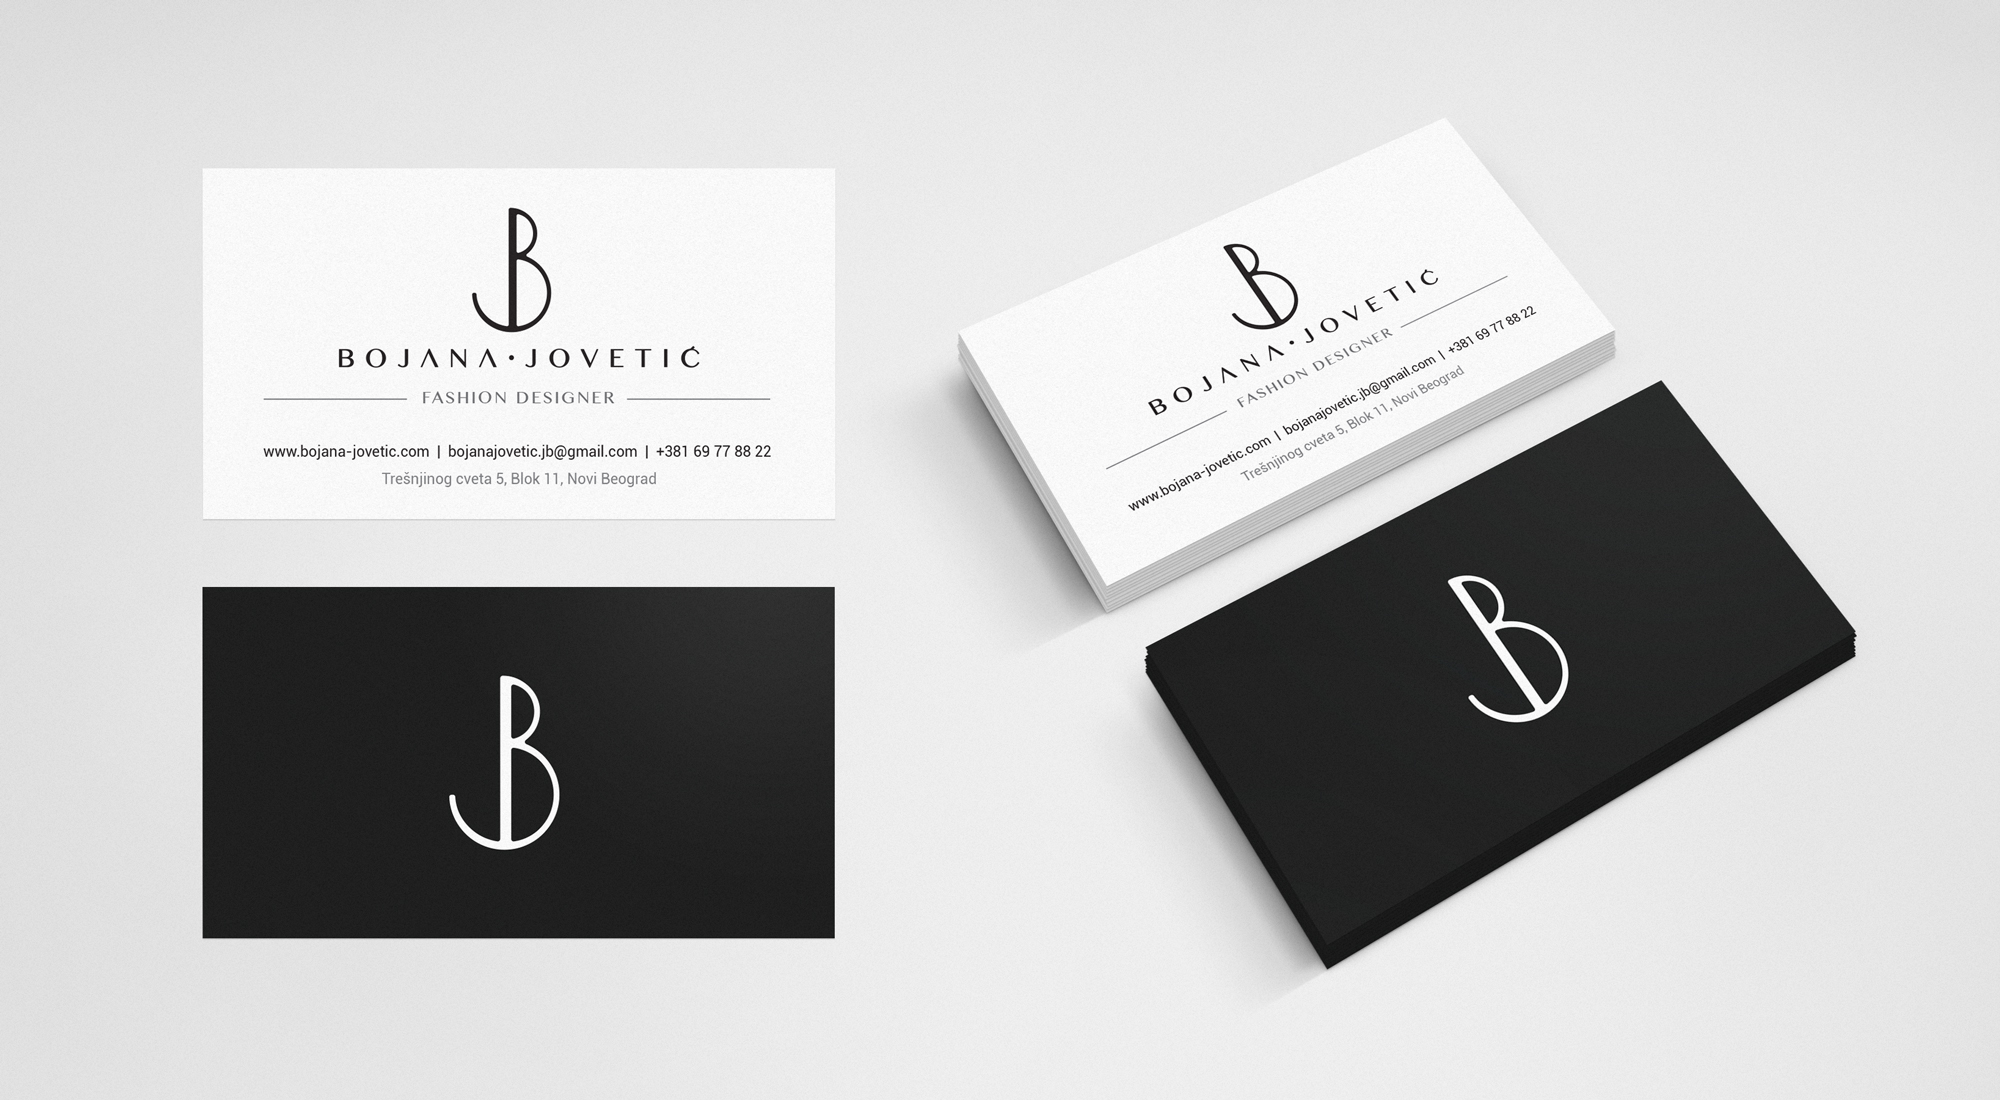 JB
BOJANA·JOVETIĆ
FASHION DESIGNER
www.bojana-jovetic.com | bojanajovetic.jb@gmail.com | +381 69 77 88 22
Trešnjinog cveta 5, Blok 11, Novi Beograd
JB
JB
BOJANA·JOVETIĆ
FASHION DESIGNER
www.bojana-jovetic.com | bojanajovetic.jb@gmail.com | +381 69 77 88 22
Trešnjinog cveta 5, Blok 11, Novi Beograd
JB